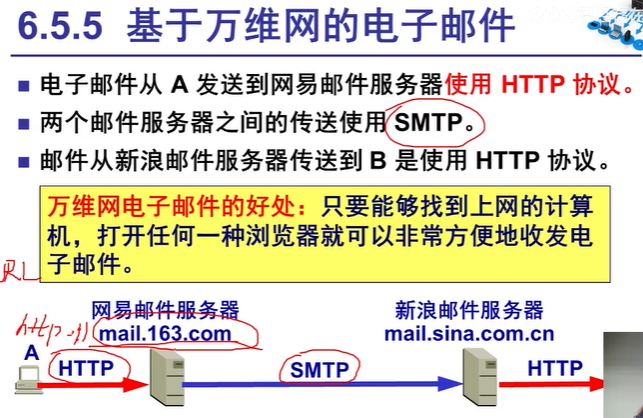 6.5.5 基于万维网的电子邮件
■ 电子邮件从 A 发送到网易邮件服务器使用 HTTP 协议。
■ 两个邮件服务器之间的传送使用 SMTP。
■ 邮件从新浪邮件服务器传送到 B 是使用 HTTP 协议。
万维网电子邮件的好处：只要能够找到上网的计算
机，打开任何一种浏览器就可以非常方便地收发电
子邮件。
RL
网易邮件服务器
新浪邮件服务器
http://
mail.163.com
mail.sina.com.cn
A
HTTP
SMTP
HTTP